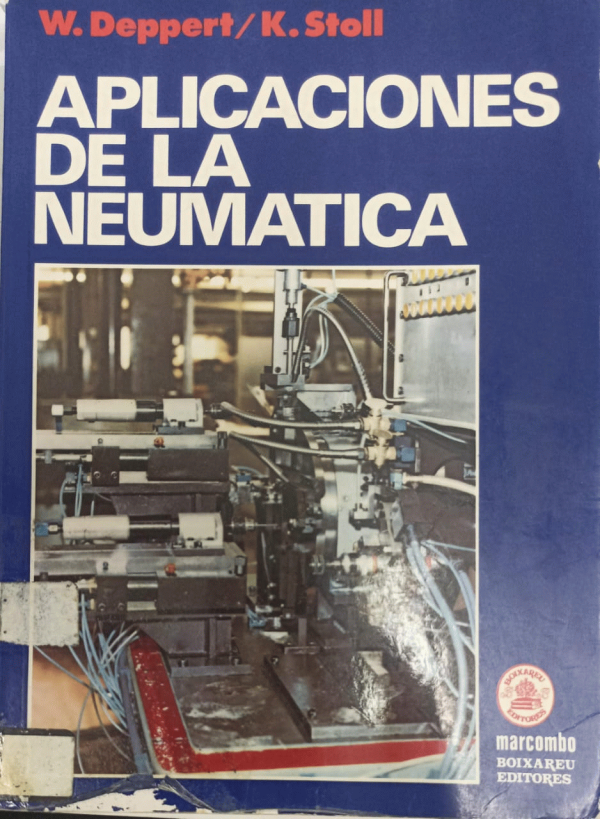 W. Deppert/K. Stoll
APLICACIONES
DE LA
NEUMATICA
BOIXAREU
EDITORES
marcombo
BOIXAREU
EDITORES